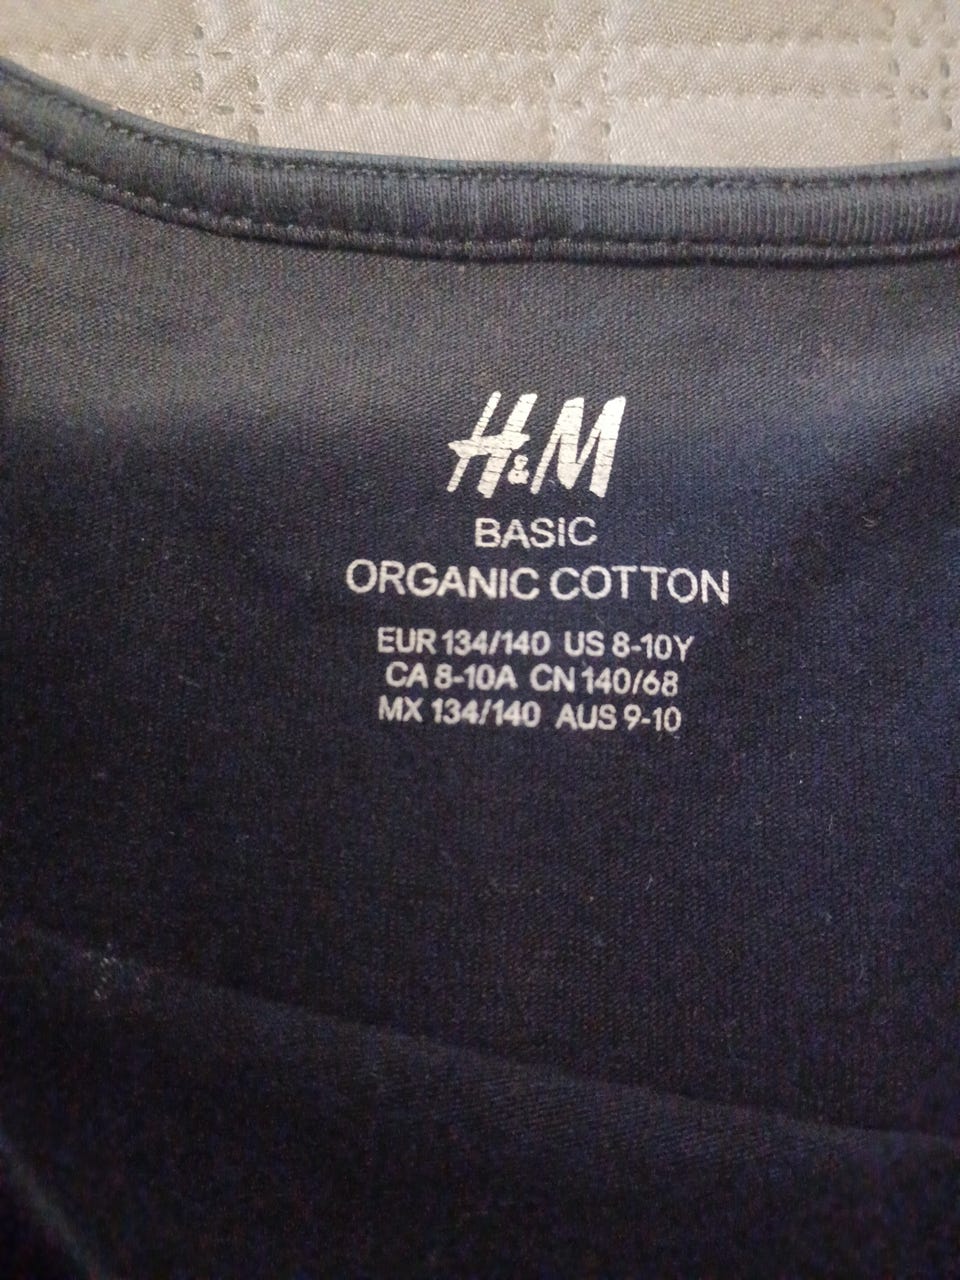 H&M
BASIC
ORGANIC COTTON
EUR 134/140 US 8-10Y
CA 8-10A CN 140/68
MX 134/140 AUS 9-10